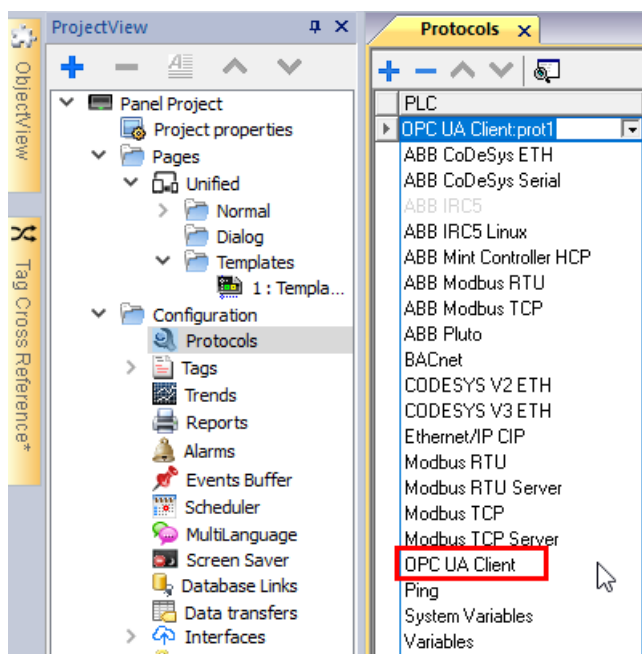 ProjectView
Panel Project
Project properties
Pages
Unified
Normal
Dialog
Templates
1 : Templa...
Configuration
Protocols
Tags
Trends
Reports
Alarms
Events Buffer
Scheduler
MultiLanguage
Screen Saver
Database Links
Data transfers
Interfaces
ObjectView
Tag Cross Reference*
Protocols
PLC
OPC UA Client:prot1
ABB CoDeSys ETH
ABB CoDeSys Serial
ABB IRC5
ABB IRC5 Linux
ABB Mint Controller HCP
ABB Modbus RTU
ABB Modbus TCP
ABB Pluto
BACnet
CODESYS V2 ETH
CODESYS V3 ETH
Ethernet/IP CIP
Modbus RTU
Modbus RTU Server
Modbus TCP
Modbus TCP Server
OPC UA Client
Ping
System Variables
Variables